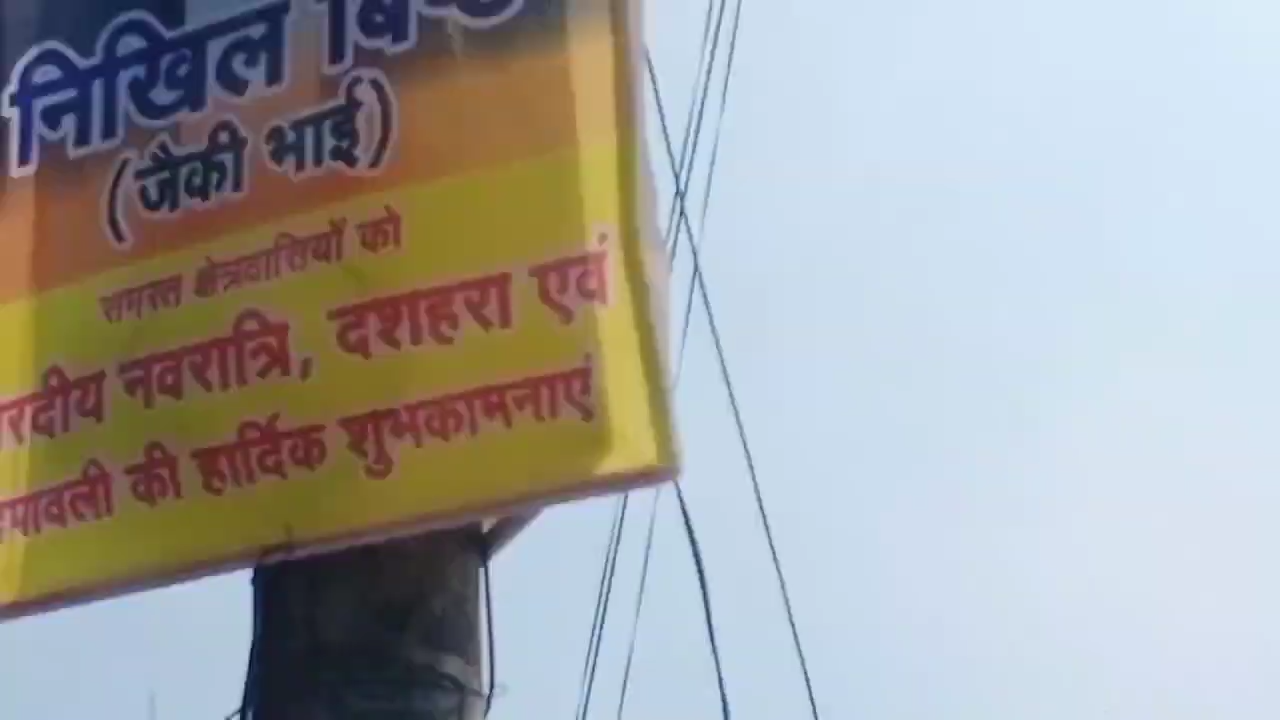 निखिल
(जैकी भाई)
समस्त क्षेत्रवासियों को
रदीय नवरात्रि, दशहरा एवं
पावली की हार्दिक शुभकामनाएं